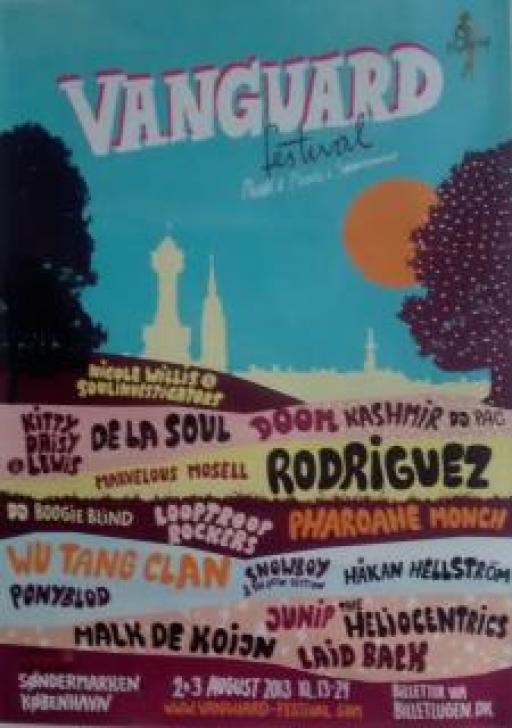 VANGUARD
festival
NICOLE WILLIS &
SOULINVESTIGATORS
KITTY
DAISY
& LEWIS
DE LA SOUL
DOOM
KASHMIR
DJ PAC
MARVELOUS MOSELL
RODRIGUEZ
DJ BOOGIE BLIND
LOOPTROOP
ROCKERS
PHAROAHE MONCH
WU TANG CLAN
SNOWBOY
HÅKAN HELLSTRÖM
PONYBLOD
JUNIP
THE
HELIOCENTRICS
MALK DE KOIJN
LAID BACK
SØNDERMARKEN
KØBENHAVN
2+3 AUGUST 2013 KL. 13-24
WWW.VANGUARD-FESTIVAL.COM
BILLETTER VIA
BILLETLUGEN.DK